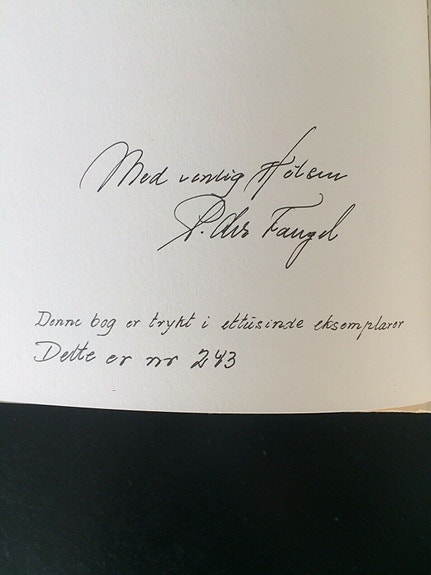 Med venlig Hilsen
Denne bog er trykt i ettusinde eksemplarer
Dette er nr 243